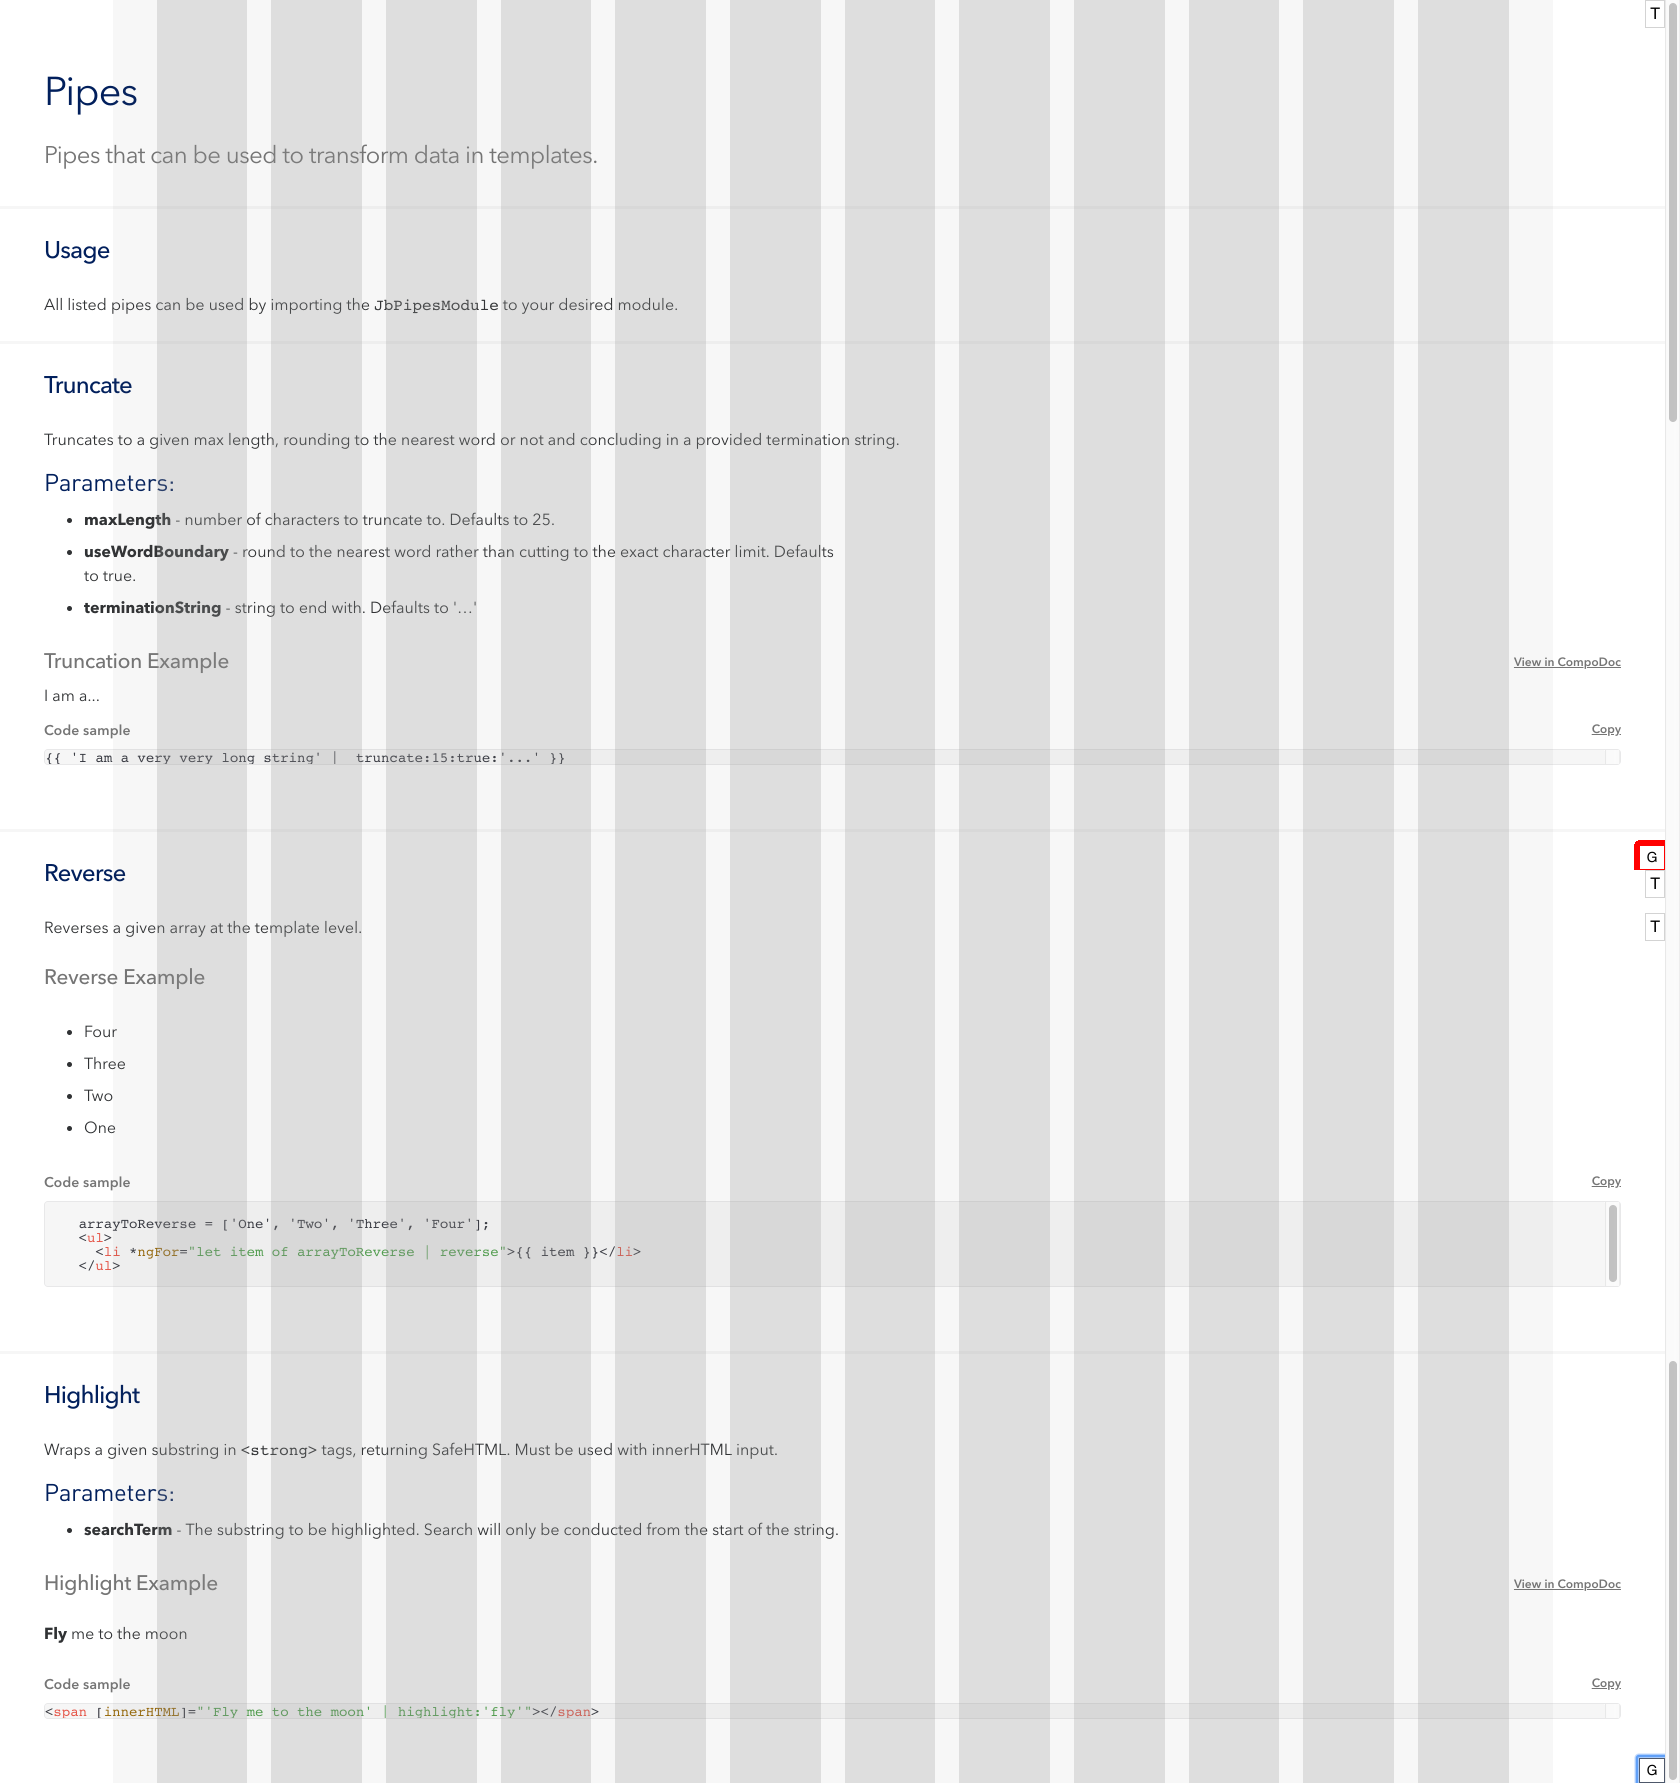 T
Pipes
Pipes that can be used to transform data in templates.
Usage
All listed pipes can be used by importing the JbPipesModule to your desired module.
Truncate
Truncates to a given max length, rounding to the nearest word or not and concluding in a provided termination string.
Parameters:
• maxLength - number of characters to truncate to. Defaults to 25.
• useWordBoundary - round to the nearest word rather than cutting to the exact character limit. Defaults
to true.
• terminationString - string to end with. Defaults to '…'
Truncation Example
View in CompoDoc
I am a...
Code sample
Copy
{{ 'I am a very very long string' |  truncate:15:true:'...' }}
G
Reverse
T
Reverses a given array at the template level.
T
Reverse Example
• Four
• Three
• Two
• One
Code sample
Copy
arrayToReverse = ['One', 'Two', 'Three', 'Four'];
<ul>
  <li *ngFor="let item of arrayToReverse | reverse">{{ item }}</li>
</ul>
Highlight
Wraps a given substring in <strong> tags, returning SafeHTML. Must be used with innerHTML input.
Parameters:
• searchTerm - The substring to be highlighted. Search will only be conducted from the start of the string.
Highlight Example
View in CompoDoc
Fly me to the moon
Code sample
Copy
<span [innerHTML]="'Fly me to the moon' | highlight:'fly'"></span>
G